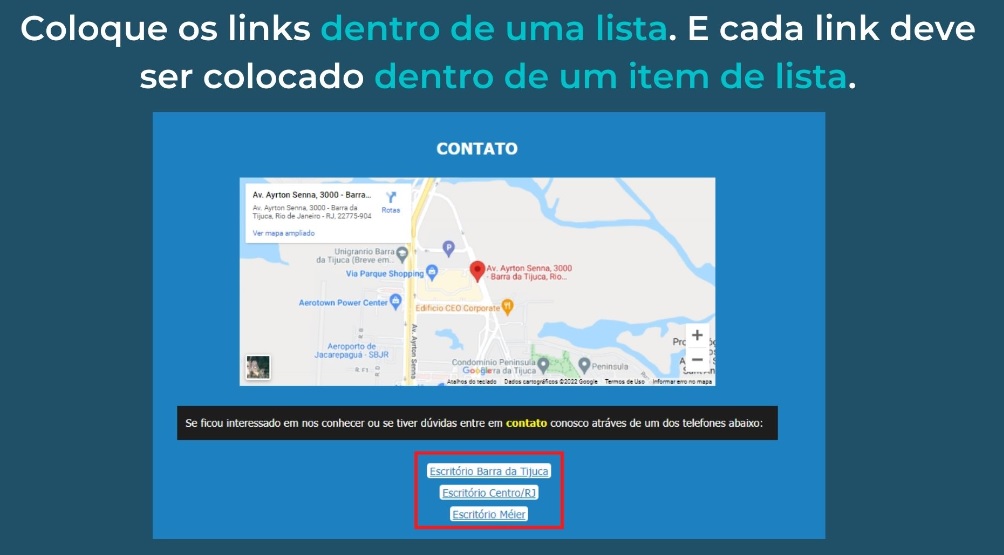 Coloque os links dentro de uma lista. E cada link deve
ser colocado dentro de um item de lista.
CONTATO
Av. Ayrton Senna, 3000 - Barra...
Av. Ayrton Senna, 3000 - Barra da
Tijuca, Rio de Janeiro - RJ, 22775-904
Rotas
Ver mapa ampliado
Unigranrio Barra
da Tijuca (Breve em...
P
Via Parque Shopping
Av. Ayrton Senna, 3000
- Barra da Tijuca, Rio...
Aerotown Power Center
Edifício CEO Corporate
Av. Ayrton Senna
Aeroporto de
Jacarepaguá - SBJR
Condomínio Península
Barra da Tijuca
Península
Google
+
−
Atalhos do teclado Dados cartográficos ©2022 Google Termos de Uso Informar erro no mapa
Se ficou interessado em nos conhecer ou se tiver dúvidas entre em contato conosco atráves de um dos telefones abaixo:
Escritório Barra da Tijuca
Escritório Centro/RJ
Escritório Méier